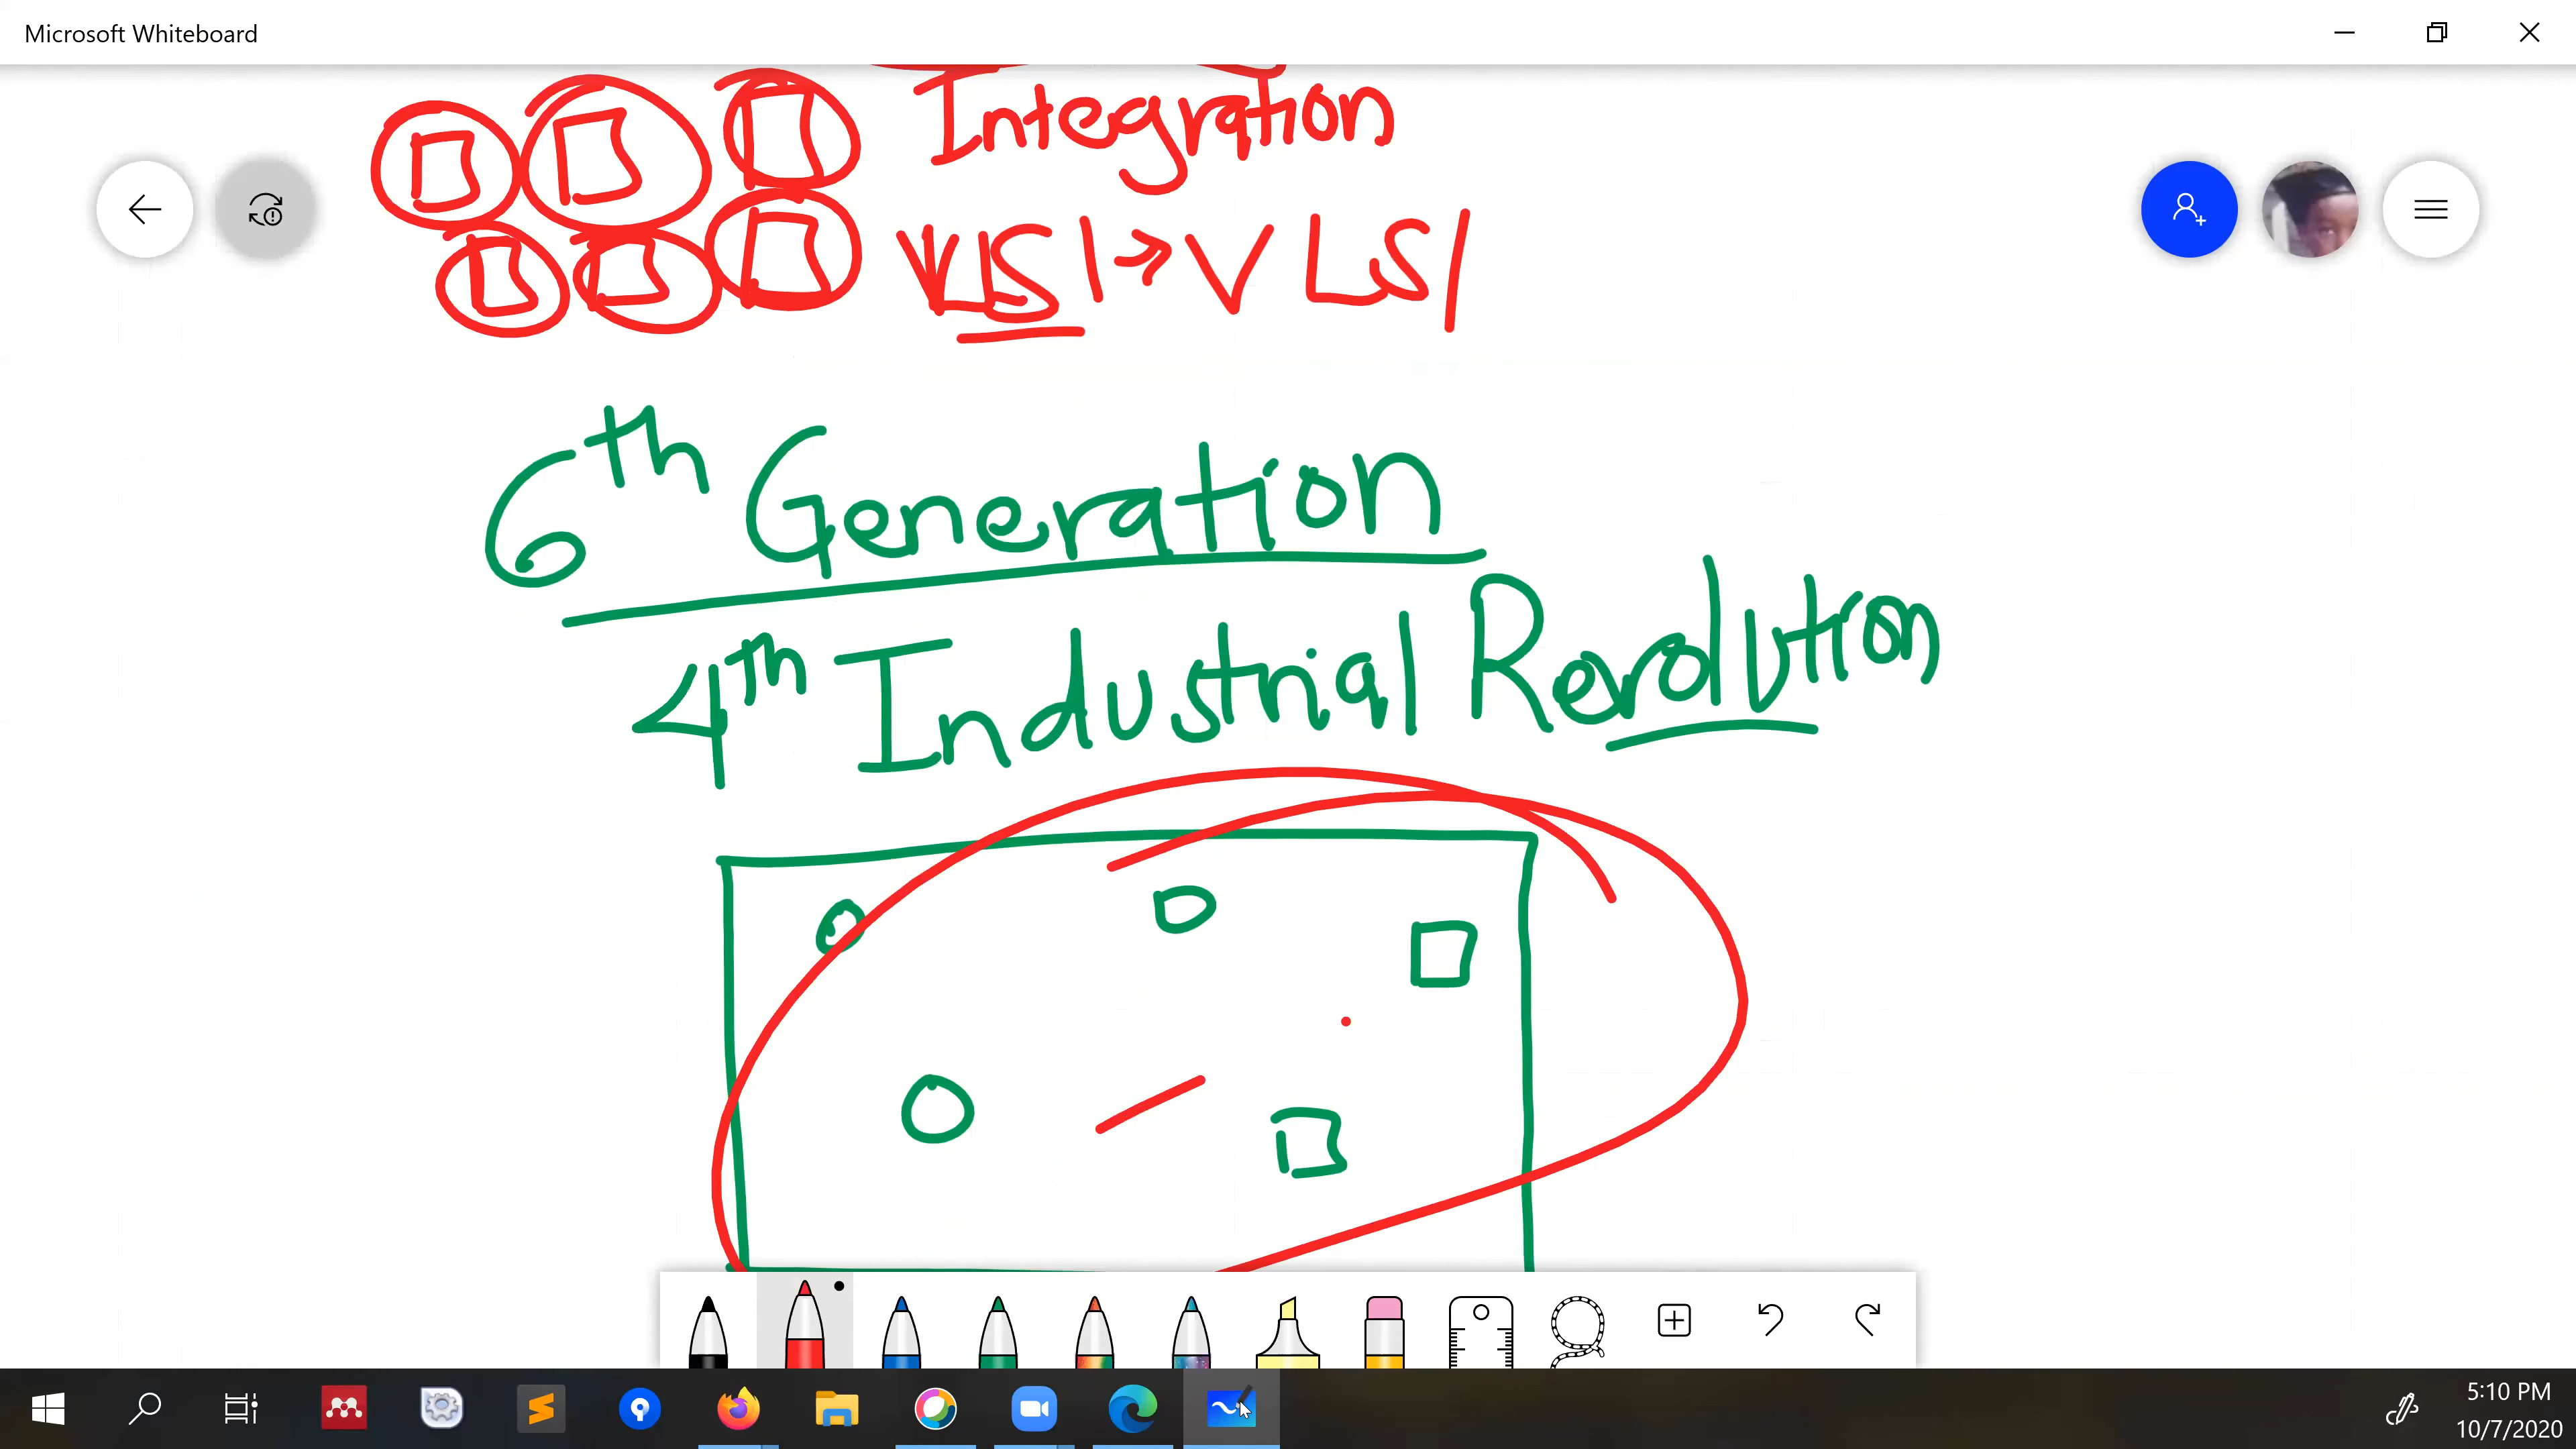 Microsoft Whiteboard
Integration
VLSI → VLSI
6th Generation
4th Industrial Revolution
5:10 PM
10/7/2020